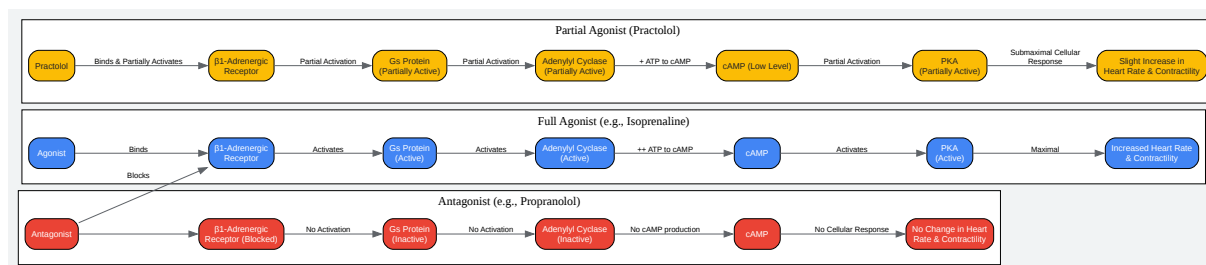 Partial Agonist (Practolol)
Practolol
Binds & Partially Activates
β1-Adrenergic
Receptor
Partial Activation
Gs Protein
(Partially Active)
Partial Activation
Adenylyl Cyclase
(Partially Active)
+ ATP to cAMP
cAMP (Low Level)
Partial Activation
PKA
(Partially Active)
Submaximal Cellular
Response
Slight Increase in
Heart Rate & Contractility
Full Agonist (e.g., Isoprenaline)
Agonist
Binds
β1-Adrenergic
Receptor
Activates
Gs Protein
(Active)
Activates
Adenylyl Cyclase
(Active)
++ ATP to cAMP
cAMP
Activates
PKA
(Active)
Maximal
Increased Heart Rate
& Contractility
Blocks
Antagonist (e.g., Propranolol)
Antagonist
β1-Adrenergic
Receptor (Blocked)
No Activation
Gs Protein
(Inactive)
No Activation
Adenylyl Cyclase
(Inactive)
No cAMP production
cAMP
No Cellular Response
No Change in Heart
Rate & Contractility